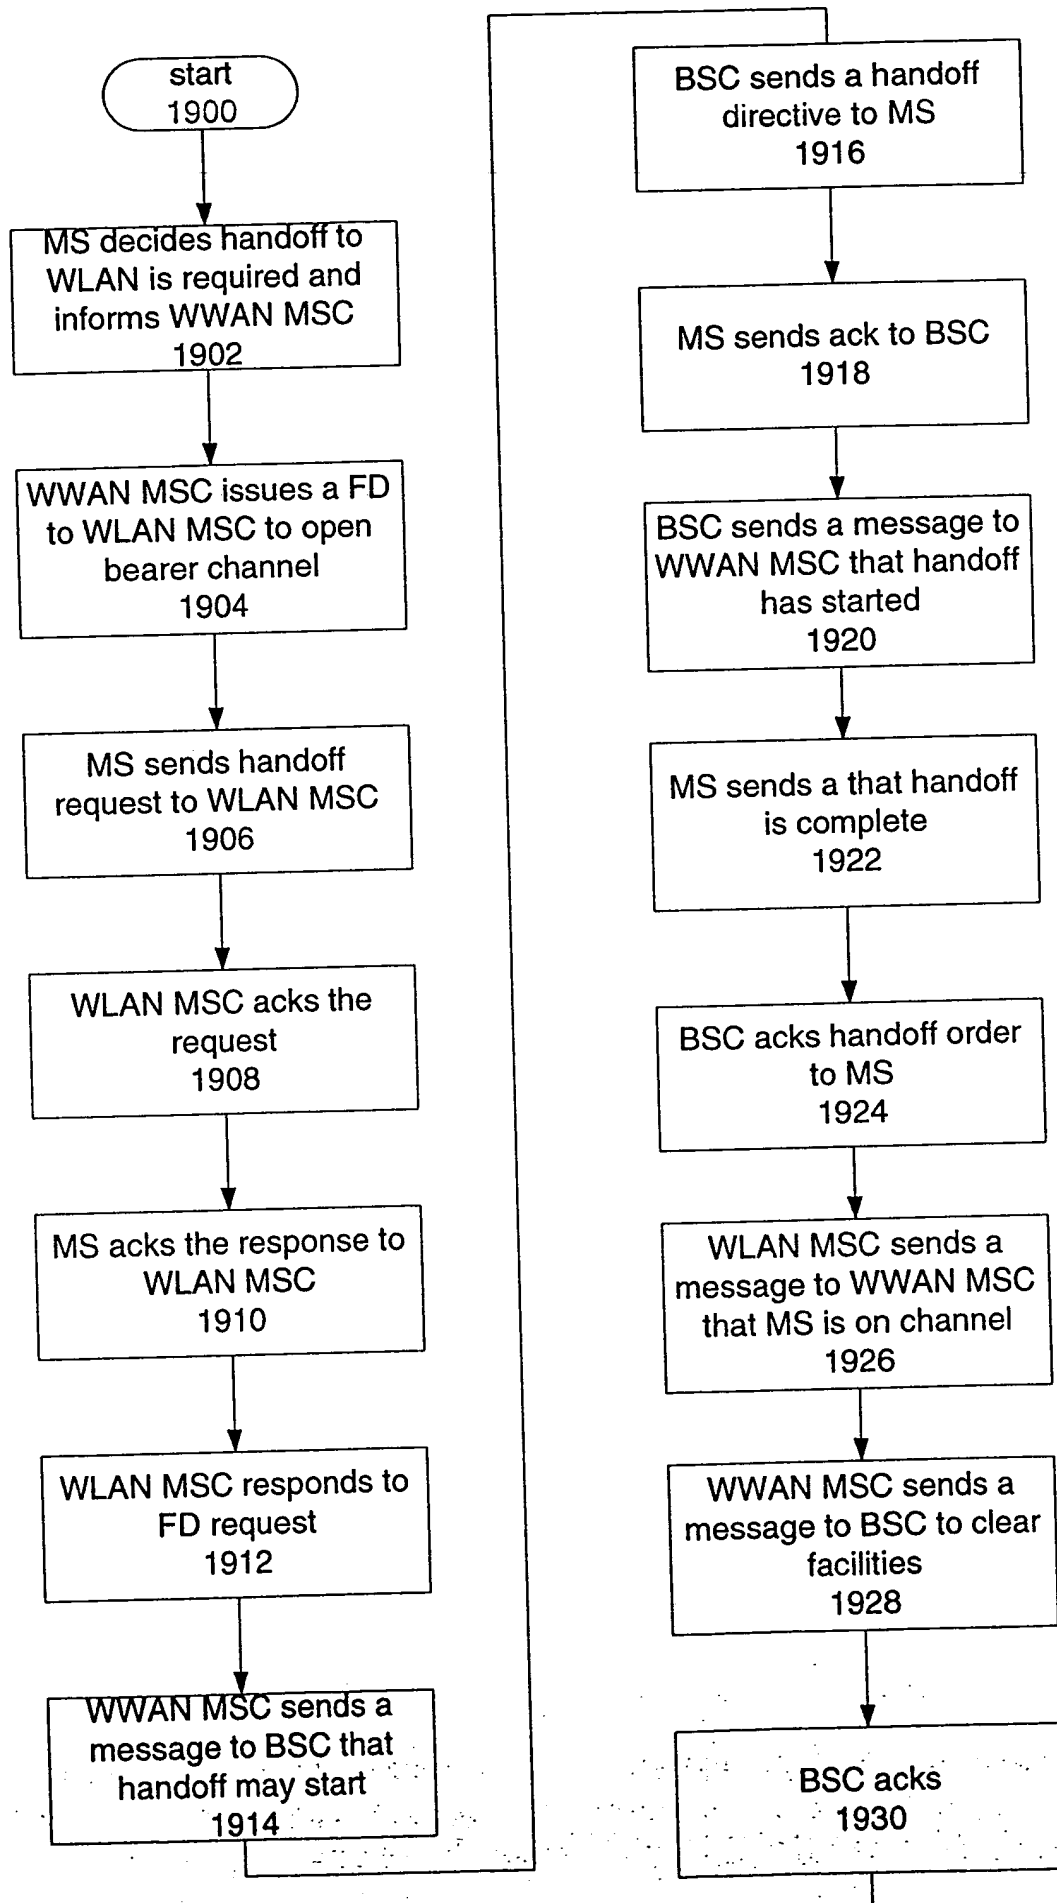 start
1900
MS decides handoff to
WLAN is required and
informs WWAN MSC
1902
WWAN MSC issues a FD
to WLAN MSC to open
bearer channel
1904
MS sends handoff
request to WLAN MSC
1906
WLAN MSC acks the
request
1908
MS acks the response to
WLAN MSC
1910
WLAN MSC responds to
FD request
1912
WWAN MSC sends a
message to BSC that
handoff may start
1914
BSC sends a handoff
directive to MS
1916
MS sends ack to BSC
1918
BSC sends a message to
WWAN MSC that handoff
has started
1920
MS sends a that handoff
is complete
1922
BSC acks handoff order
to MS
1924
WLAN MSC sends a
message to WWAN MSC
that MS is on channel
1926
WWAN MSC sends a
message to BSC to clear
facilities
1928
BSC acks
1930